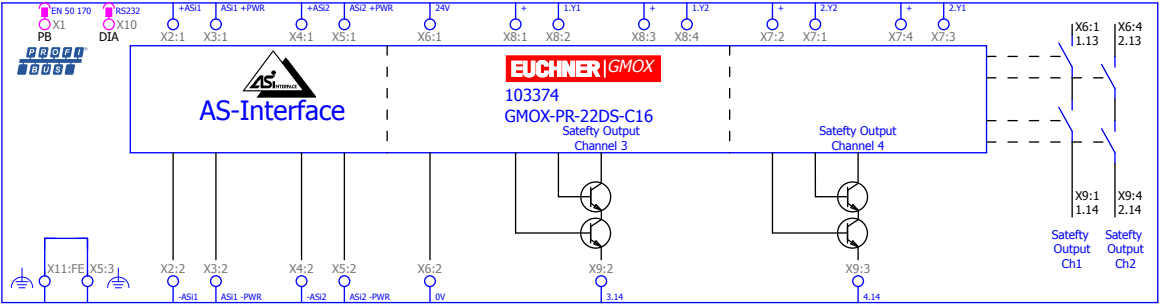 EN 50 170 RS232 +ASi1 ASi1 +PWR +ASi2 ASi2 +PWR 24V + 1.Y1 + 1.Y2 + 2.Y2 + 2.Y1
X1 X10 X2:1 X3:1 X4:1 X5:1 X6:1 X8:1 X8:2 X8:3 X8:4 X7:2 X7:1 X7:4 X7:3
PB DIA
X6:1 X6:4
1.13 2.13
PROFI
BUS
ASi INTERFACE
AS-Interface
EUCHNER GMOX
103374
GMOX-PR-22DS-C16
Satefty Output
Channel 3
Satefty Output
Channel 4
X9:1 X9:4
1.14 2.14
Satefty
Output
Ch1
Satefty
Output
Ch2
X11:FE X5:3 X2:2 X3:2 X4:2 X5:2 X6:2 X9:2 X9:3
-ASi1 ASi1 -PWR -ASi2 ASi2 -PWR 0V 3.14 4.14